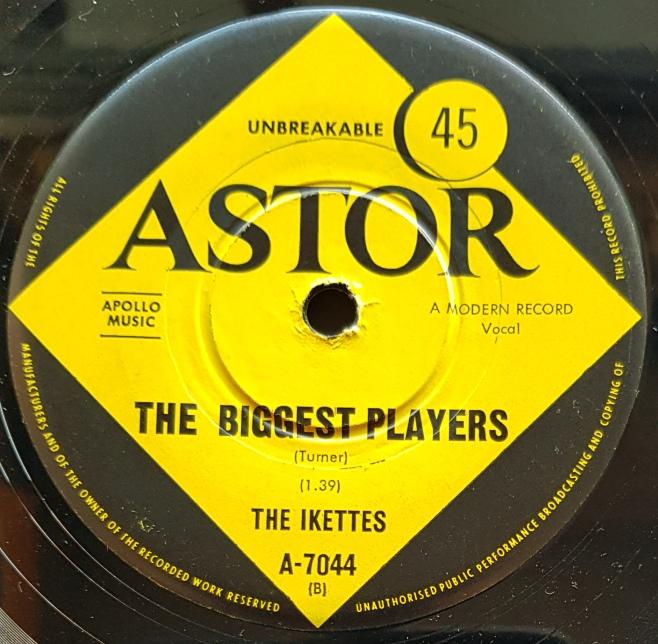 UNBREAKABLE
45
ASTOR
APOLLO
MUSIC
A MODERN RECORD
Vocal
THE BIGGEST PLAYERS
(Turner)
(1.39)
THE IKETTES
A-7044
(B)
ALL RIGHTS OF THE MANUFACTURERS AND OF THE OWNER OF THE RECORDED WORK RESERVED
UNAUTHORISED PUBLIC PERFORMANCE BROADCASTING AND COPYING OF THIS RECORD PROHIBITED